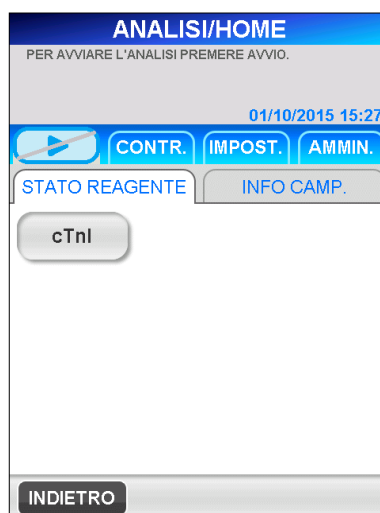 ANALISI/HOME
PER AVVIARE L'ANALISI PREMERE AVVIO.
01/10/2015 15:27
CONTR. IMPOST. AMMIN.
STATO REAGENTE INFO CAMP.
cTnI
INDIETRO